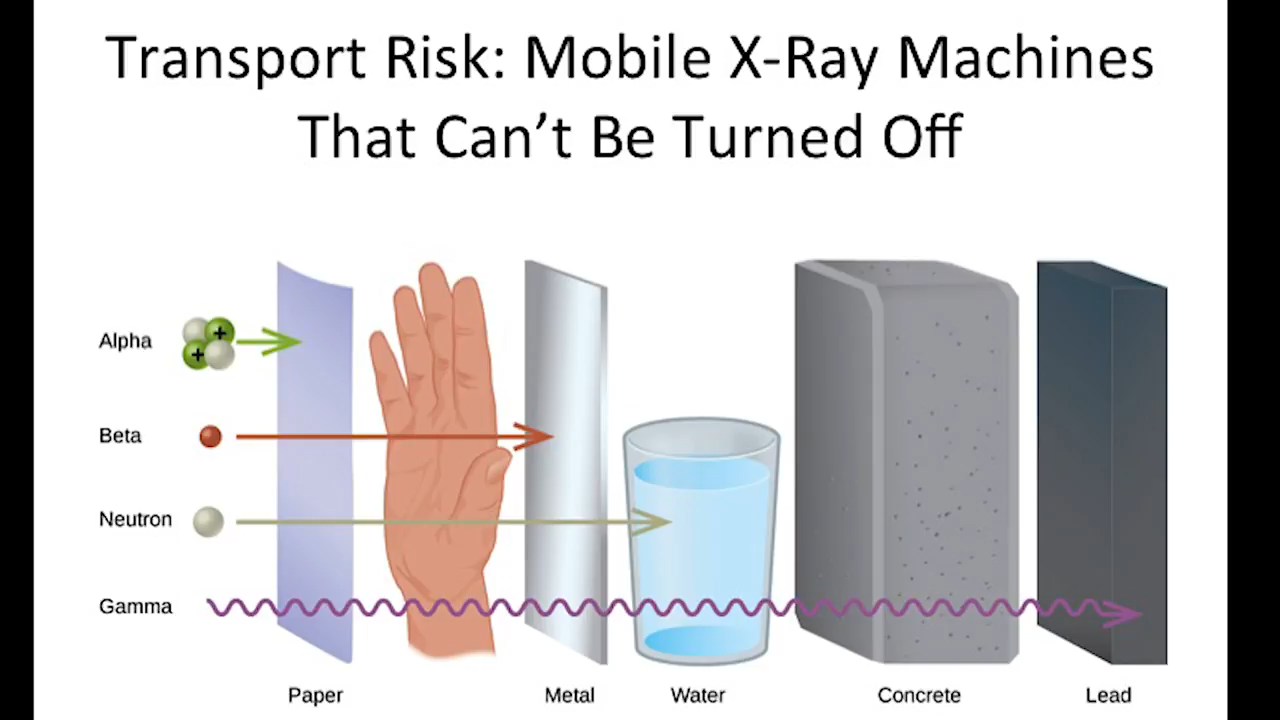 Transport Risk: Mobile X-Ray Machines
That Can’t Be Turned Off
Alpha
+
+
Beta
Neutron
Gamma
Paper
Metal
Water
Concrete
Lead